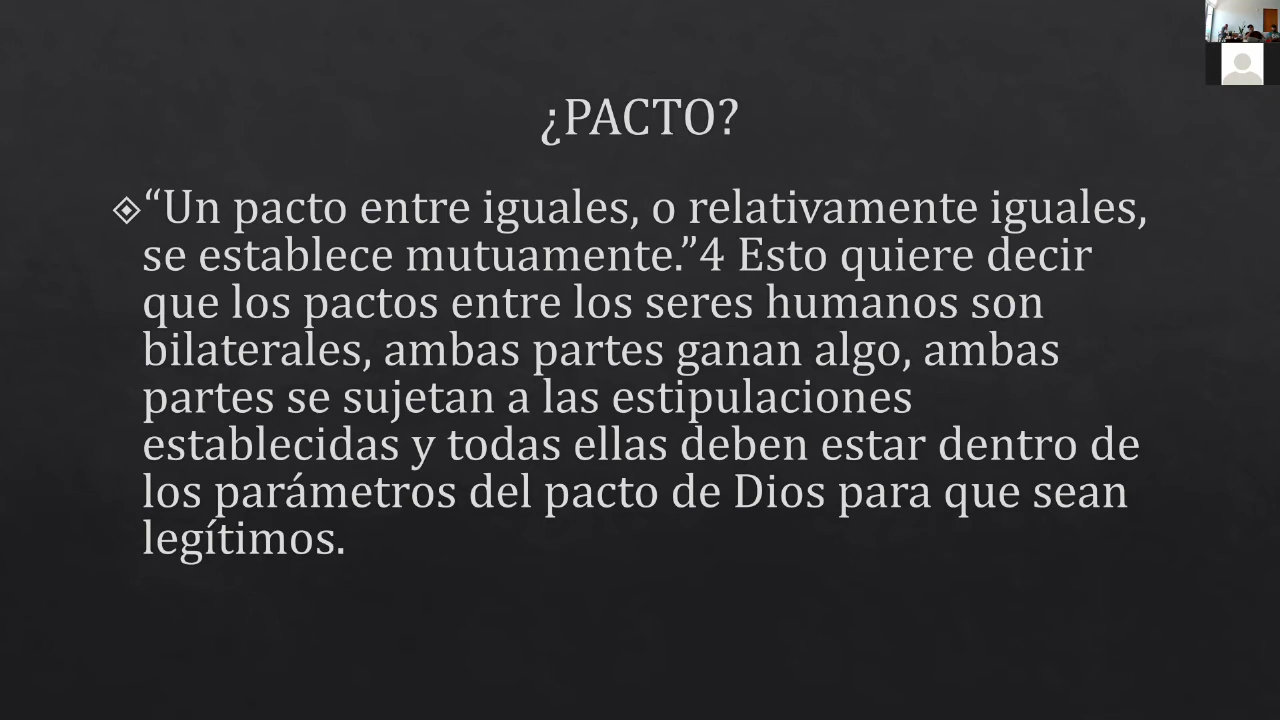 ¿PACTO?
“Un pacto entre iguales, o relativamente iguales,
se establece mutuamente.”4 Esto quiere decir
que los pactos entre los seres humanos son
bilaterales, ambas partes ganan algo, ambas
partes se sujetan a las estipulaciones
establecidas y todas ellas deben estar dentro de
los parámetros del pacto de Dios para que sean
legítimos.